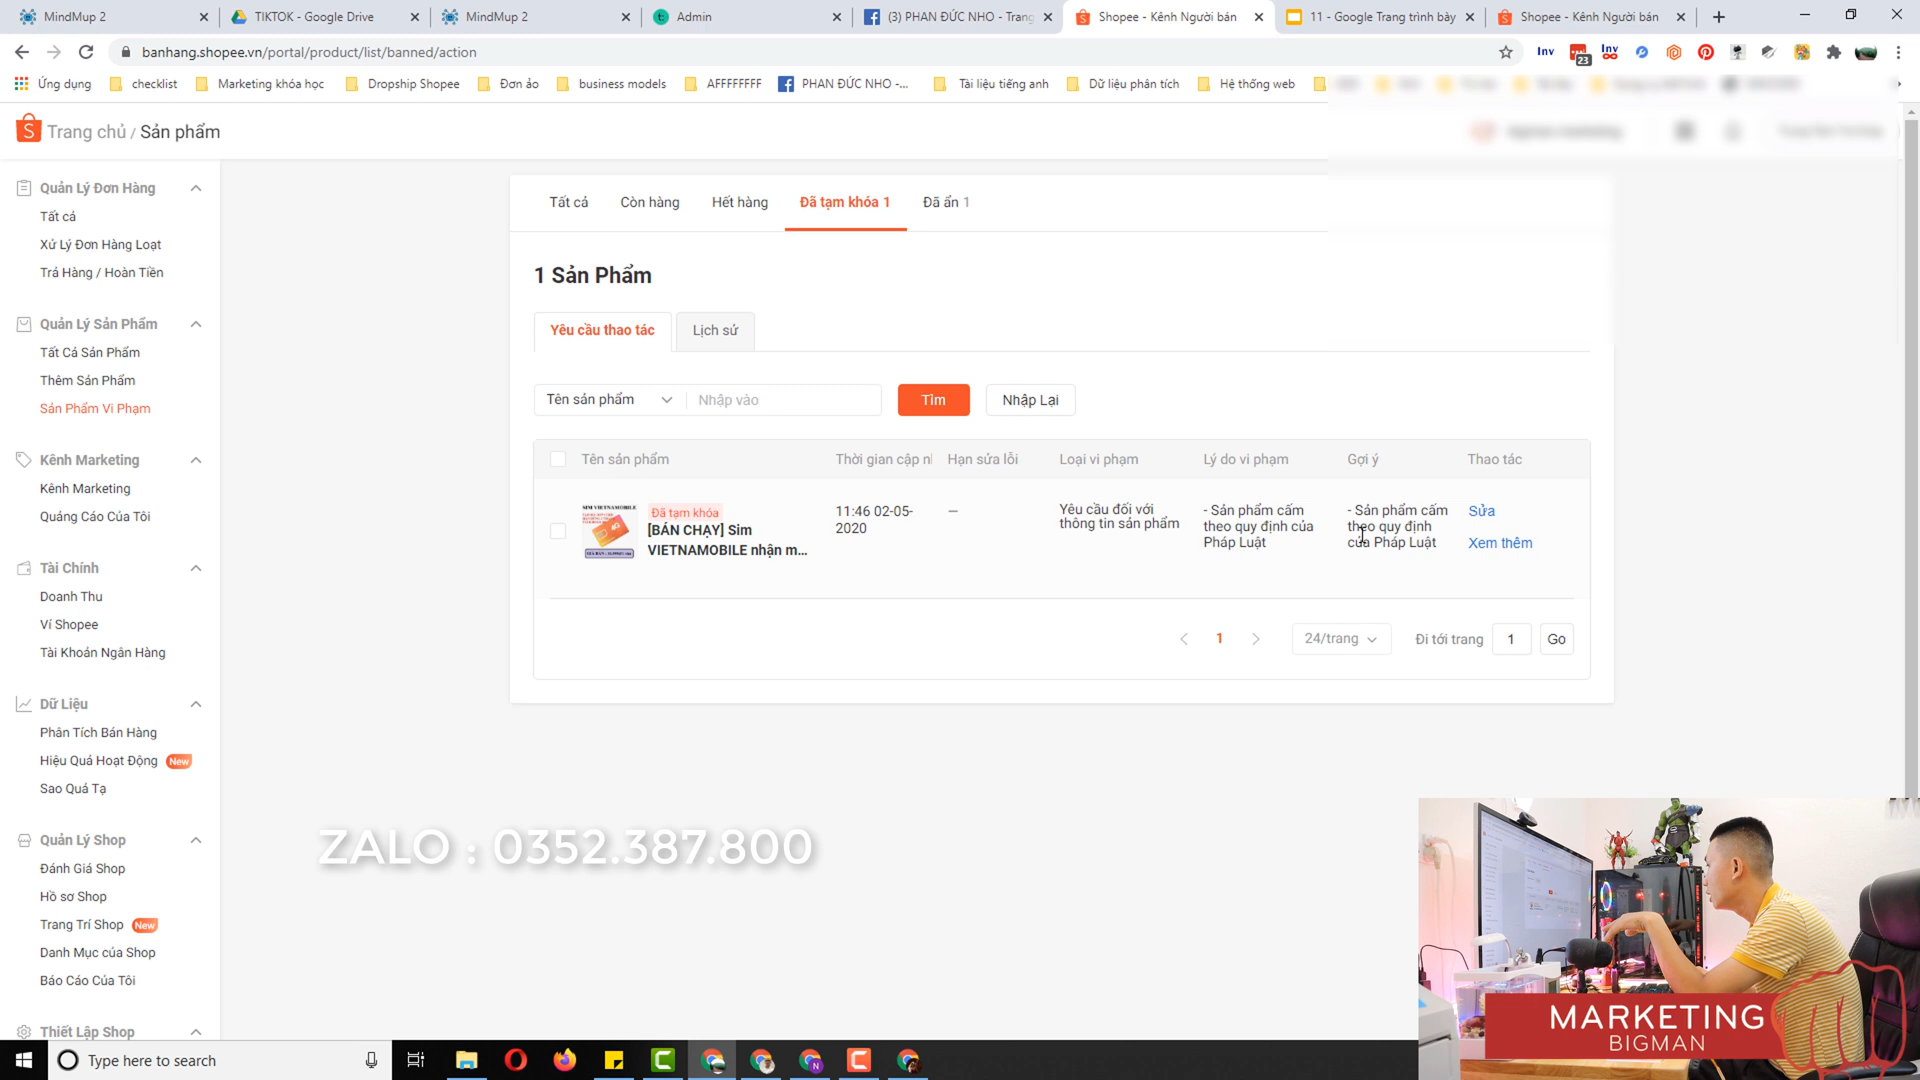 MindMup 2
TIKTOK - Google Drive
MindMup 2
Admin
(3) PHAN ĐỨC NHO - Trang
Shopee - Kênh Người bán
11 - Google Trang trình bày
Shopee - Kênh Người bán
banhang.shopee.vn/portal/product/list/banned/action
Inv
23
Inv
Ứng dụng
checklist
Marketing khóa học
Dropship Shopee
Đơn ảo
business models
AFFFFFFFF
PHAN ĐỨC NHO -...
Tài liệu tiếng anh
Dữ liệu phân tích
Hệ thống web
Trang chủ / Sản phẩm
Quản Lý Đơn Hàng
Tất cả
Xử Lý Đơn Hàng Loạt
Trả Hàng / Hoàn Tiền
Quản Lý Sản Phẩm
Tất Cả Sản Phẩm
Thêm Sản Phẩm
Sản Phẩm Vi Phạm
Kênh Marketing
Kênh Marketing
Quảng Cáo Của Tôi
Tài Chính
Doanh Thu
Ví Shopee
Tài Khoản Ngân Hàng
Dữ Liệu
Phân Tích Bán Hàng
Hiệu Quả Hoạt Động New
Sao Quả Tạ
Quản Lý Shop
Đánh Giá Shop
Hồ sơ Shop
Trang Trí Shop New
Danh Mục của Shop
Báo Cáo Của Tôi
Thiết Lập Shop
Tất cả
Còn hàng
Hết hàng
Đã tạm khóa 1
Đã ẩn 1
1 Sản Phẩm
Yêu cầu thao tác
Lịch sử
Tên sản phẩm
Nhập vào
Tìm
Nhập Lại
Tên sản phẩm
Thời gian cập n
Hạn sửa lỗi
Loại vi phạm
Lý do vi phạm
Gợi ý
Thao tác
SIM VIETNAMOBILE
Đã tạm khóa
[BÁN CHẠY] Sim
VIETNAMOBILE nhận m...
11:46 02-05-
2020
—
Yêu cầu đối với
thông tin sản phẩm
- Sản phẩm cấm
theo quy định của
Pháp Luật
- Sản phẩm cấm
theo quy định
của Pháp Luật
Sửa
Xem thêm
1
24/trang
Đi tới trang
1
Go
ZALO : 0352.387.800
MARKETING
BIGMAN
Type here to search